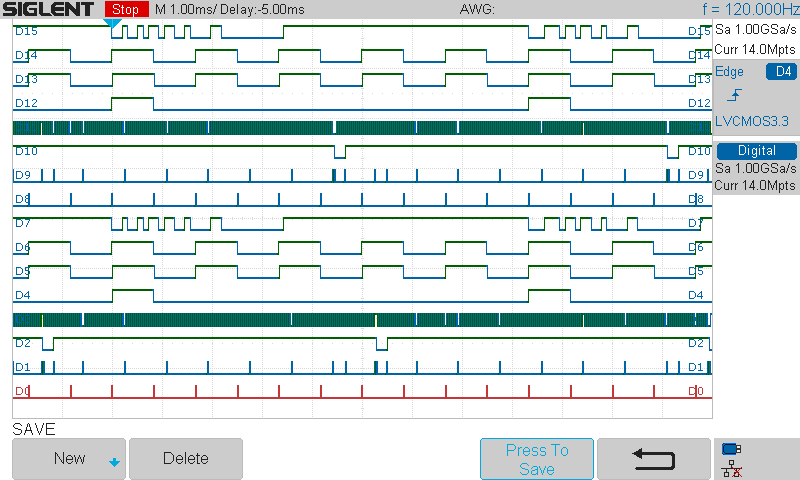 SIGLENT Stop M 1.00ms/ Delay:-5.00ms AWG: f = 120.000Hz
Sa 1.00GSa/s
Curr 14.0Mpts
Edge D4
LVCMOS3.3
Digital
Sa 1.00GSa/s
Curr 14.0Mpts
D15 D15
D14 D14
D13 D13
D12 D12
D10 D10
D9 D9
D8 D8
D7 D7
D6 D6
D5 D5
D4 D4
D2 D2
D1 D1
D0 D0
SAVE
New Delete Press To
Save